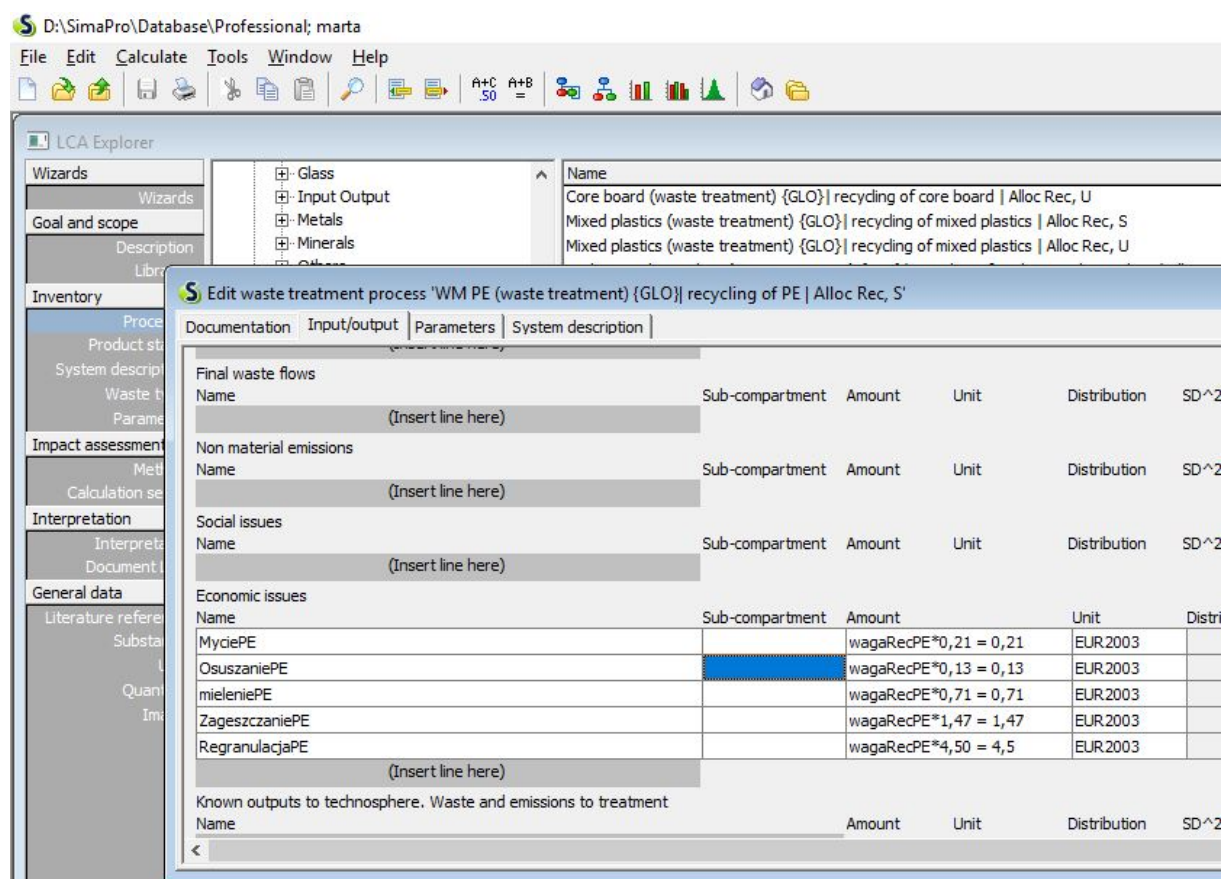 D:\SimaPro\Database\Professional; marta
File Edit Calculate Tools Window Help
A+C .50 A+B =
LCA Explorer
Wizards
Wizards
Goal and scope
Description
Inventory
Impact assessment
Interpretation
General data
Glass
Input Output
Metals
Minerals
Name
Core board (waste treatment) {GLO}| recycling of core board | Alloc Rec, U
Mixed plastics (waste treatment) {GLO}| recycling of mixed plastics | Alloc Rec, S
Mixed plastics (waste treatment) {GLO}| recycling of mixed plastics | Alloc Rec, U
Edit waste treatment process 'WM PE (waste treatment) {GLO}| recycling of PE | Alloc Rec, S'
Documentation Input/output Parameters System description
Final waste flows
Name Sub-compartment Amount Unit Distribution SD^2
(Insert line here)
Non material emissions
Name Sub-compartment Amount Unit Distribution SD^2
(Insert line here)
Social issues
Name Sub-compartment Amount Unit Distribution SD^2
(Insert line here)
Economic issues
Name Sub-compartment Amount Unit Distri
MyciePE wagaRecPE*0,21 = 0,21 EUR2003
OsuszaniePE wagaRecPE*0,13 = 0,13 EUR2003
mieleniePE wagaRecPE*0,71 = 0,71 EUR2003
ZageszczaniePE wagaRecPE*1,47 = 1,47 EUR2003
RegranulacjaPE wagaRecPE*4,50 = 4,5 EUR2003
(Insert line here)
Known outputs to technosphere. Waste and emissions to treatment
Name Amount Unit Distribution SD^2